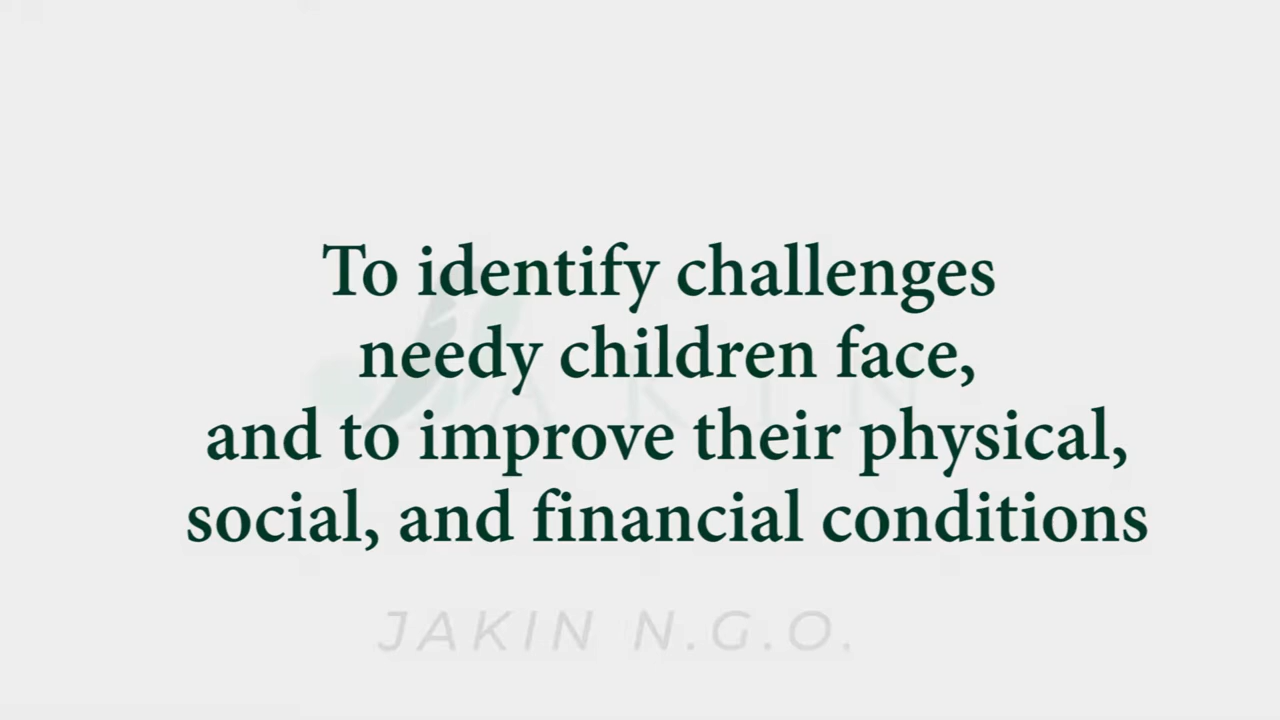 To identify challenges
needy children face,
and to improve their physical,
social, and financial conditions
JAKIN N.G.O.